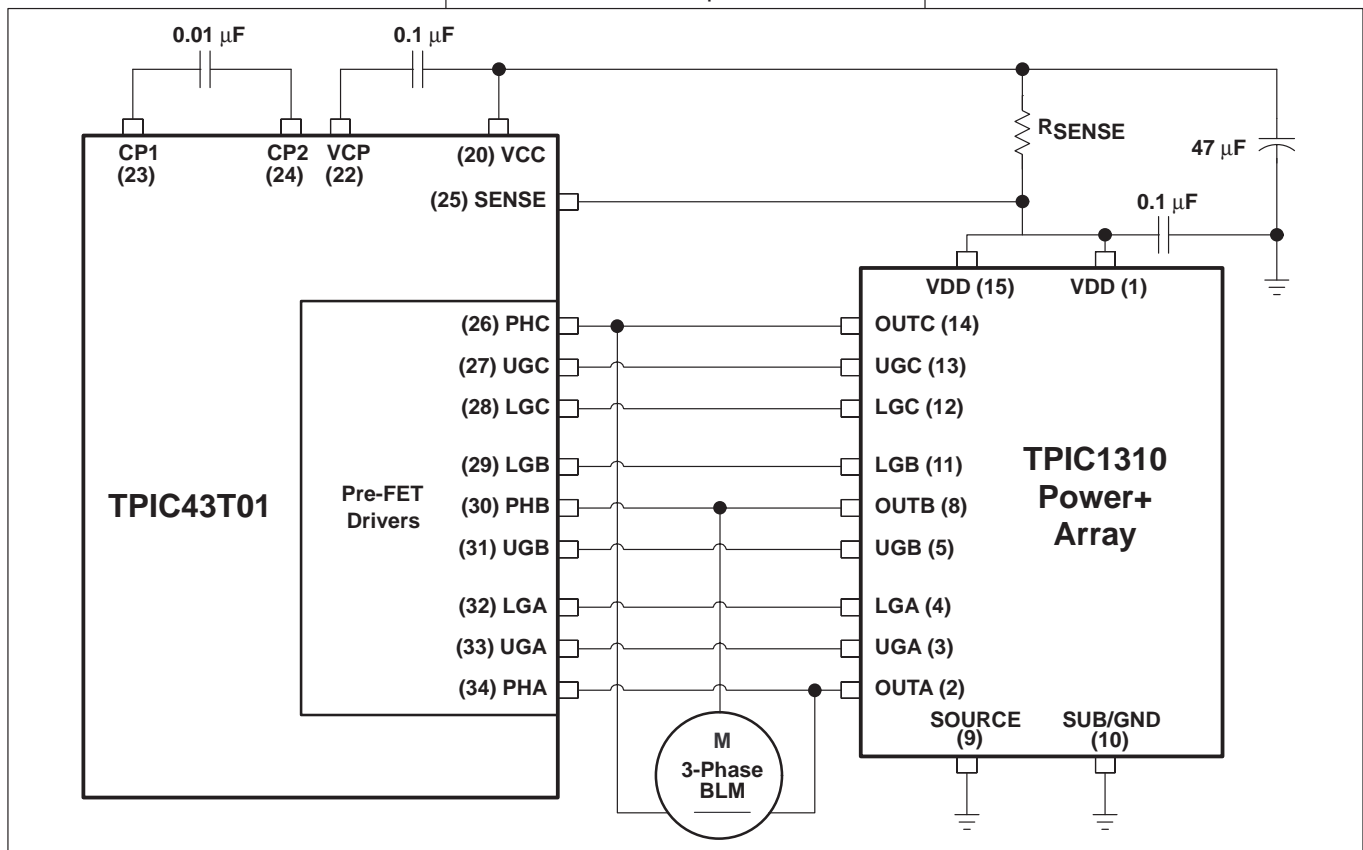 0.01 μF
0.1 μF
CP1
(23)
CP2
(24)
VCP
(22)
(20) VCC
(25) SENSE
RSENSE
47 μF
0.1 μF
VDD (15)
VDD (1)
TPIC43T01
Pre-FET
Drivers
(26) PHC
(27) UGC
(28) LGC
(29) LGB
(30) PHB
(31) UGB
(32) LGA
(33) UGA
(34) PHA
OUTC (14)
UGC (13)
LGC (12)
LGB (11)
OUTB (8)
UGB (5)
LGA (4)
UGA (3)
OUTA (2)
TPIC1310
Power+
Array
SOURCE
(9)
SUB/GND
(10)
M
3-Phase
BLM